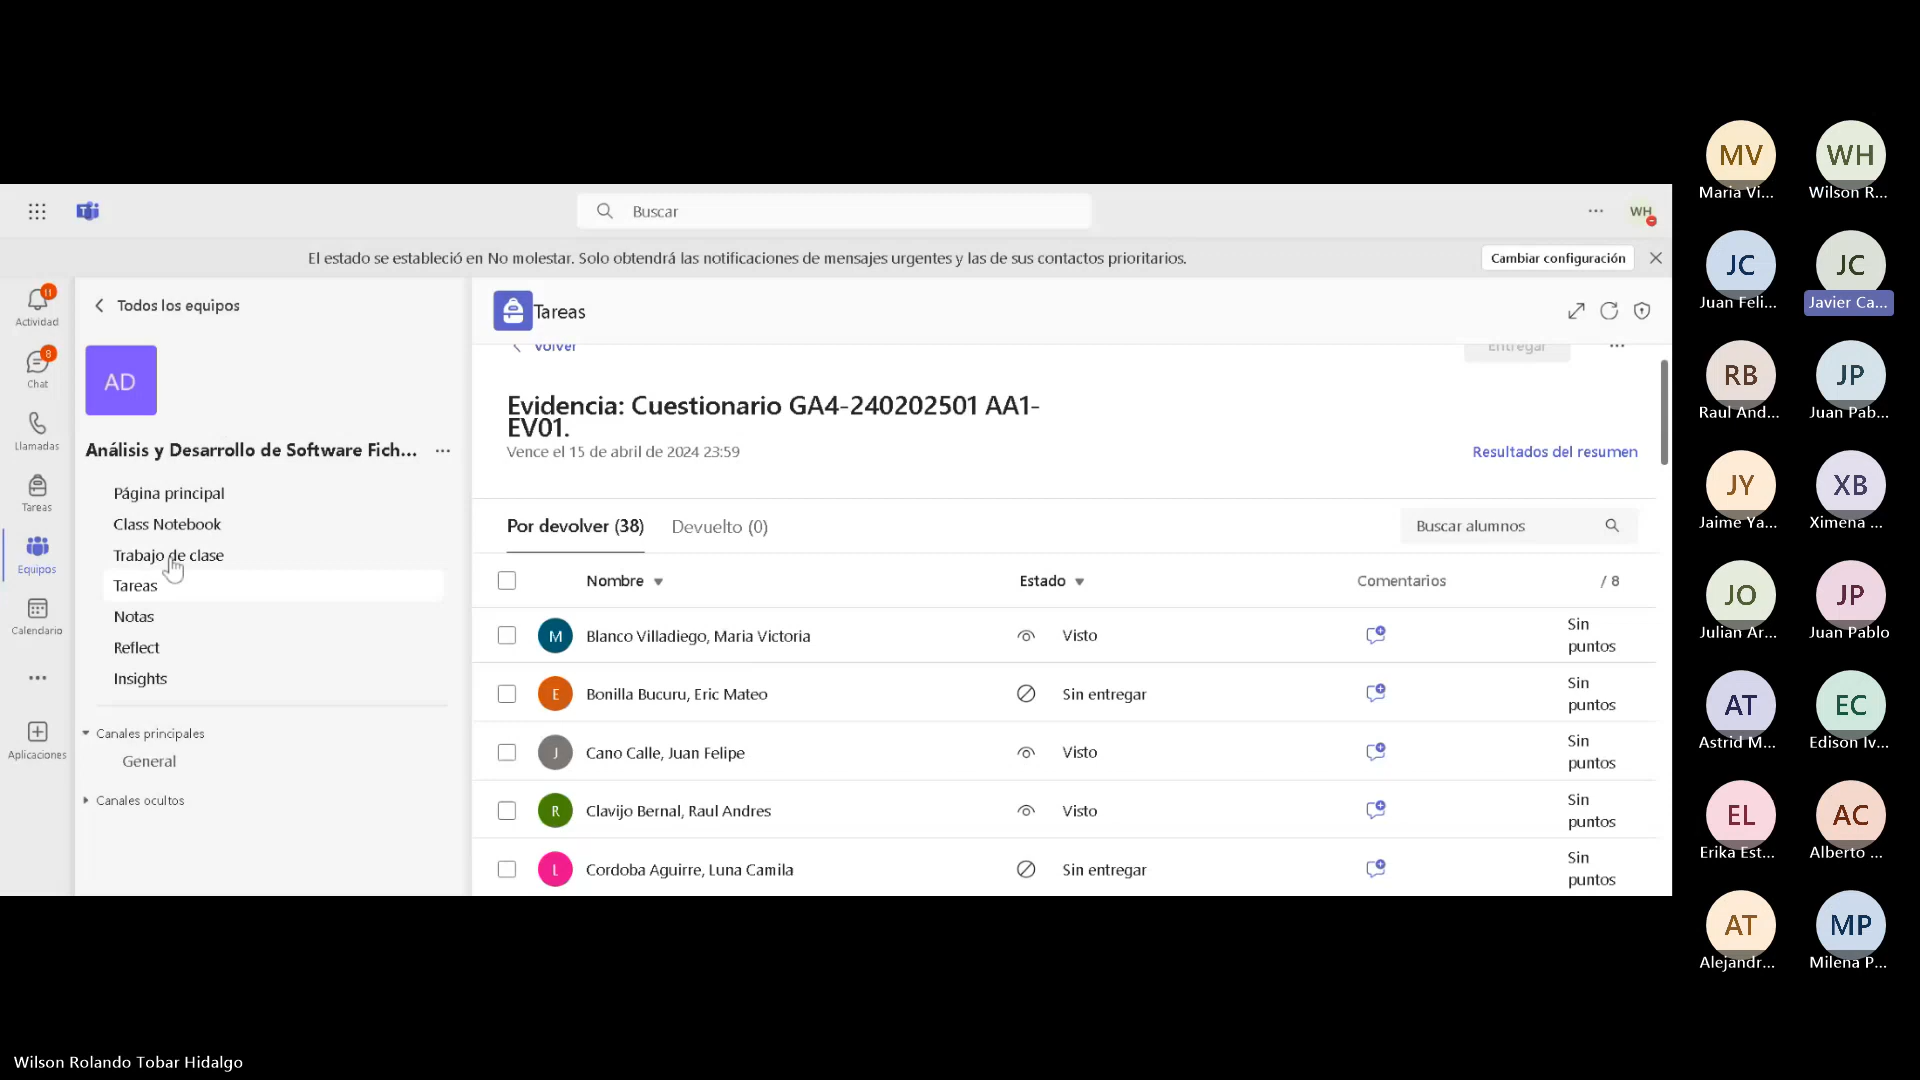 Buscar
WH
El estado se estableció en No molestar. Solo obtendrá las notificaciones de mensajes urgentes y las de sus contactos prioritarios.
Cambiar configuración
11
Actividad
8
Chat
Llamadas
Tareas
Equipos
Calendario
Aplicaciones
Todos los equipos
AD
Análisis y Desarrollo de Software Fich...
Página principal
Class Notebook
Trabajo de clase
Tareas
Notas
Reflect
Insights
Canales principales
General
Canales ocultos
Tareas
Volver
Entregar
Evidencia: Cuestionario GA4-240202501 AA1-
EV01.
Vence el 15 de abril de 2024 23:59
Resultados del resumen
Por devolver (38)
Devuelto (0)
Buscar alumnos
Nombre
Estado
Comentarios
/ 8
M Blanco Villadiego, Maria Victoria Visto Sin
puntos
E Bonilla Bucuru, Eric Mateo Sin entregar Sin
puntos
J Cano Calle, Juan Felipe Visto Sin
puntos
R Clavijo Bernal, Raul Andres Visto Sin
puntos
L Cordoba Aguirre, Luna Camila Sin entregar Sin
puntos
MV
Maria Vi...
WH
Wilson R...
JC
Juan Feli...
JC
Javier Ca...
RB
Raul And...
JP
Juan Pab...
JY
Jaime Ya...
XB
Ximena ...
JO
Julian Ar...
JP
Juan Pablo
AT
Astrid M...
EC
Edison Iv...
EL
Erika Est...
AC
Alberto ...
AT
Alejandr...
MP
Milena P...
Wilson Rolando Tobar Hidalgo